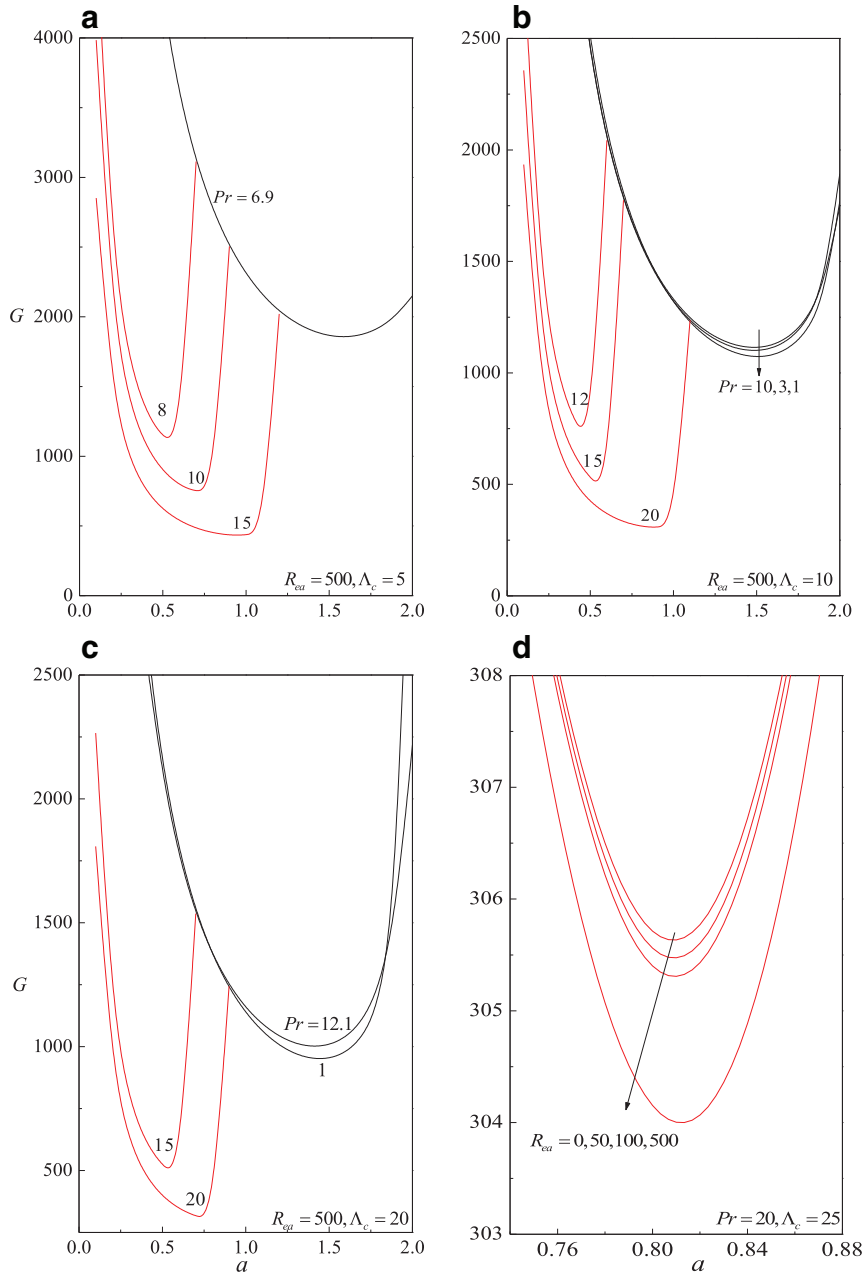 a
4000
3000
2000
1000
0
G
Pr = 6.9
8
10
15
R_ea = 500, Λ_c = 5
0.0 0.5 1.0 1.5 2.0
b
2500
2000
1500
1000
500
0
12
15
20
Pr = 10,3,1
R_ea = 500, Λ_c = 10
0.0 0.5 1.0 1.5 2.0
c
2500
2000
1500
1000
500
G
Pr = 12.1
1
15
20
R_ea = 500, Λ_c = 20
0.0 0.5 1.0 1.5 2.0
a
d
308
307
306
305
304
303
R_ea = 0,50,100,500
Pr = 20, Λ_c = 25
0.76 0.80 0.84 0.88
a